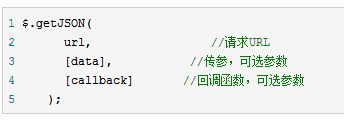 1 $.getJSON(
2 url, //请求URL
3 [data], //传参，可选参数
4 [callback] //回调函数，可选参数
5 );